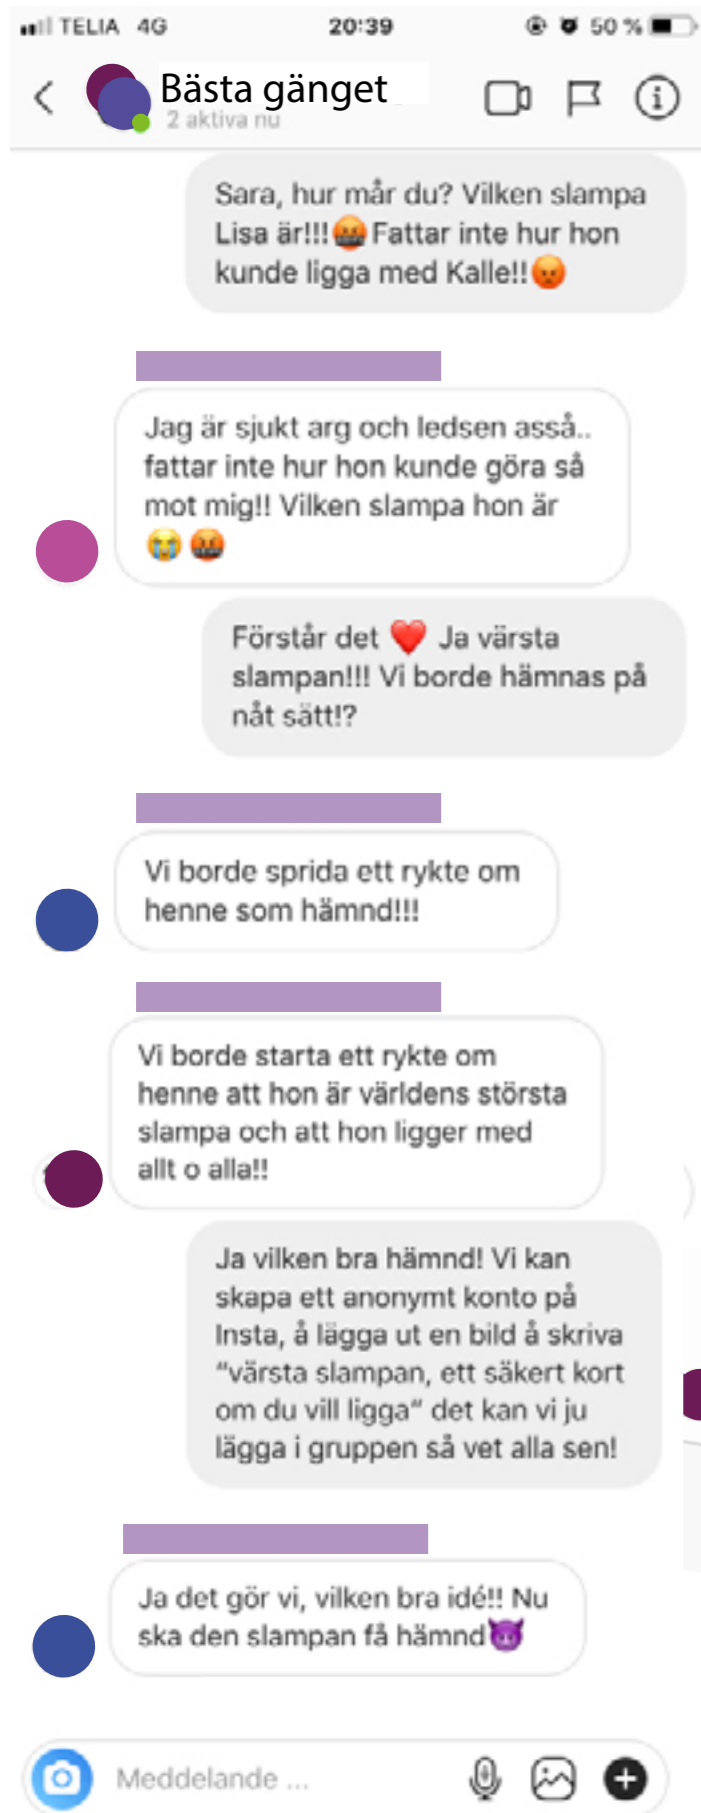 TELIA 4G 20:39 50 %
Bästa gänget
2 aktiva nu
Sara, hur mår du? Vilken slampa
Lisa är!!!🤬 Fattar inte hur hon
kunde ligga med Kalle!!😡
Jag är sjukt arg och ledsen asså..
fattar inte hur hon kunde göra så
mot mig!! Vilken slampa hon är
😭 🤬
Förstår det ❤️ Ja värsta
slampan!!! Vi borde hämnas på
nåt sätt!?
Vi borde sprida ett rykte om
henne som hämnd!!!
Vi borde starta ett rykte om
henne att hon är världens största
slampa och att hon ligger med
allt o alla!!
Ja vilken bra hämnd! Vi kan
skapa ett anonymt konto på
Insta, å lägga ut en bild å skriva
“värsta slampan, ett säkert kort
om du vill ligga“ det kan vi ju
lägga i gruppen så vet alla sen!
Ja det gör vi, vilken bra idé!! Nu
ska den slampan få hämnd😈
Meddelande ...